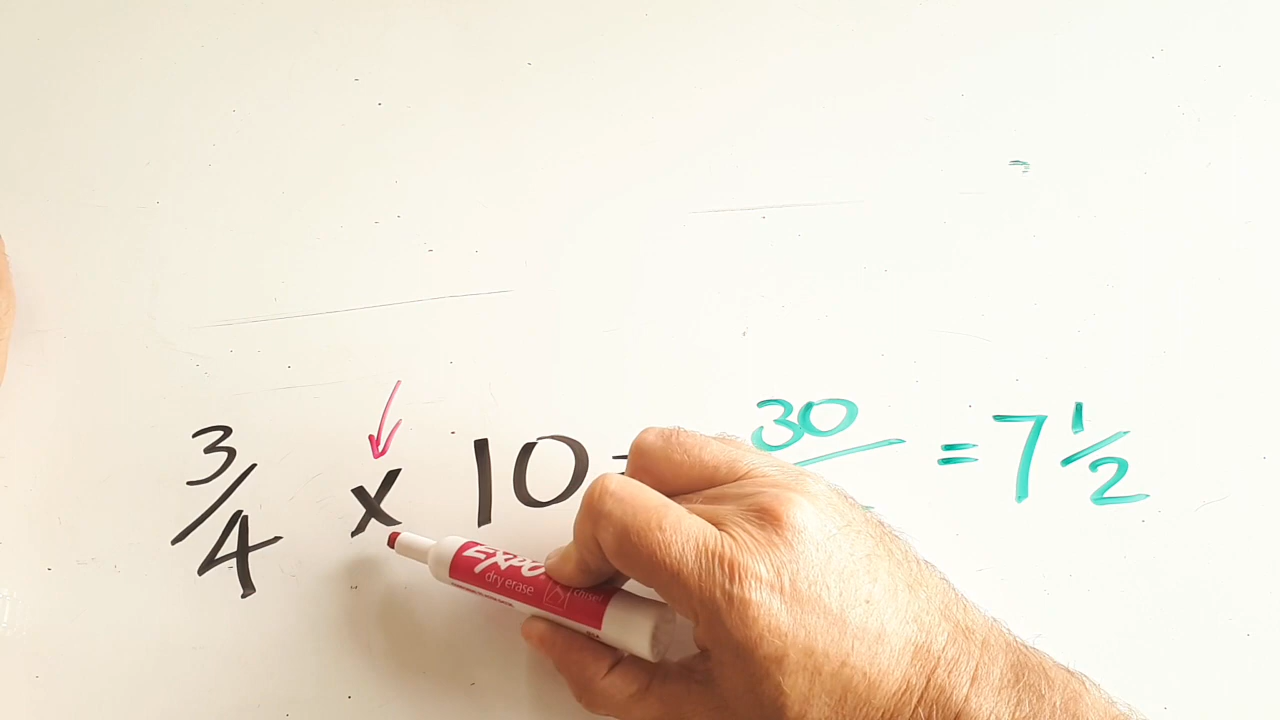 3/4 x 10 = 30/ = 7 1/2
EXPO
dry erase
chisel